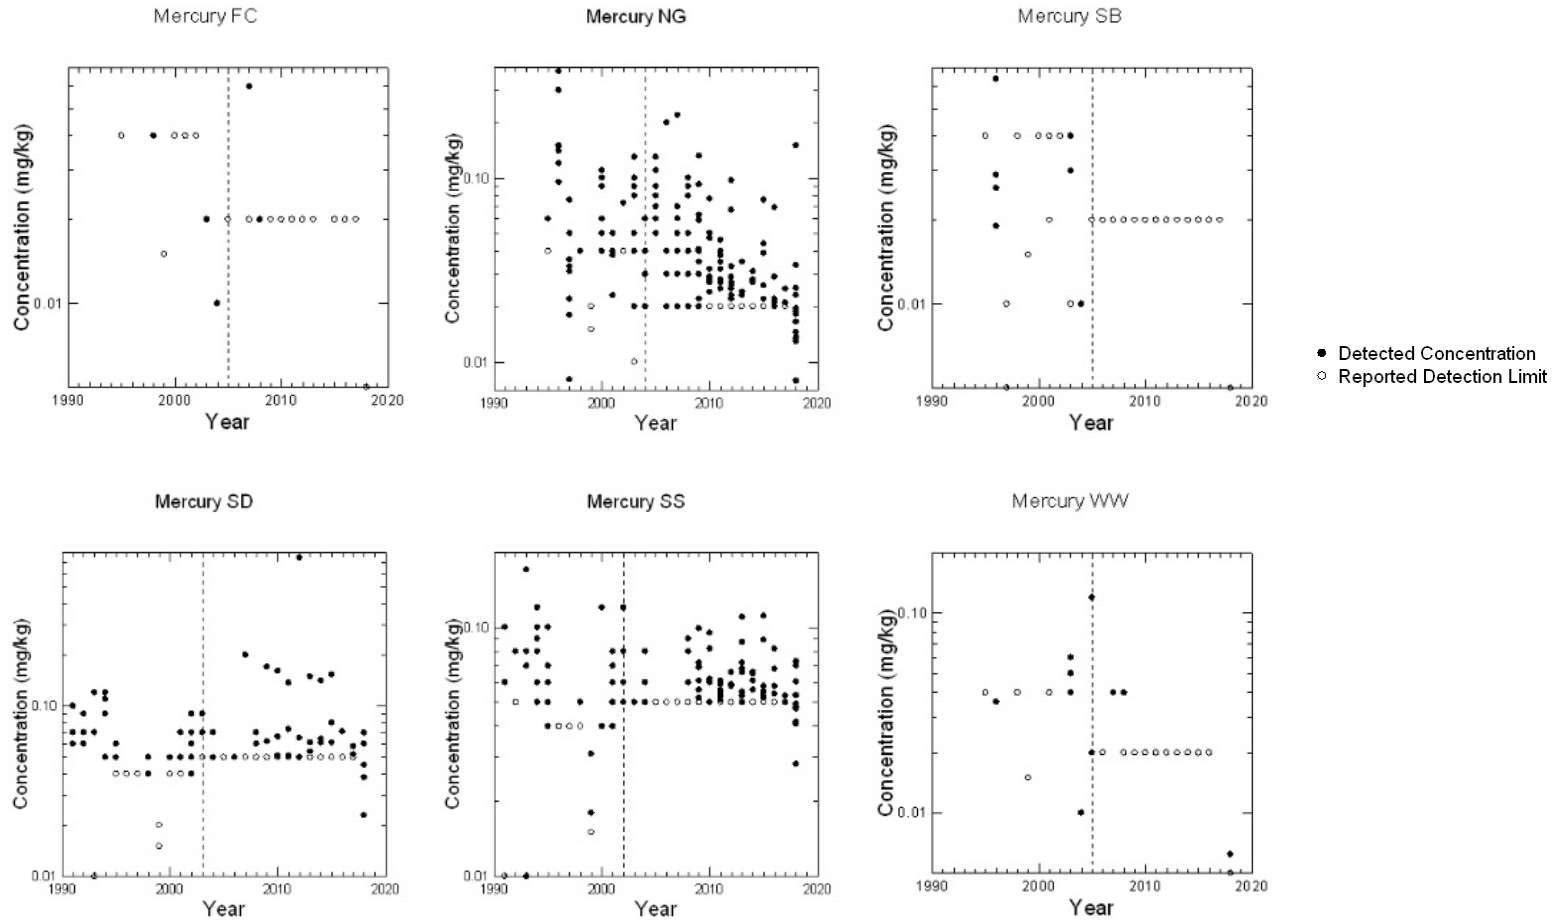 Mercury FC
Mercury NG
Mercury SB
Concentration (mg/kg)
0.01
1990
2000
2010
2020
Year
Concentration (mg/kg)
0.10
0.01
1990
2000
2010
2020
Year
Concentration (mg/kg)
0.01
1990
2000
2010
2020
Year
Detected Concentration
Reported Detection Limit
Mercury SD
Mercury SS
Mercury WW
Concentration (mg/kg)
0.10
0.01
1990
2000
2010
2020
Year
Concentration (mg/kg)
0.10
0.01
1990
2000
2010
2020
Year
Concentration (mg/kg)
0.10
0.01
1990
2000
2010
2020
Year